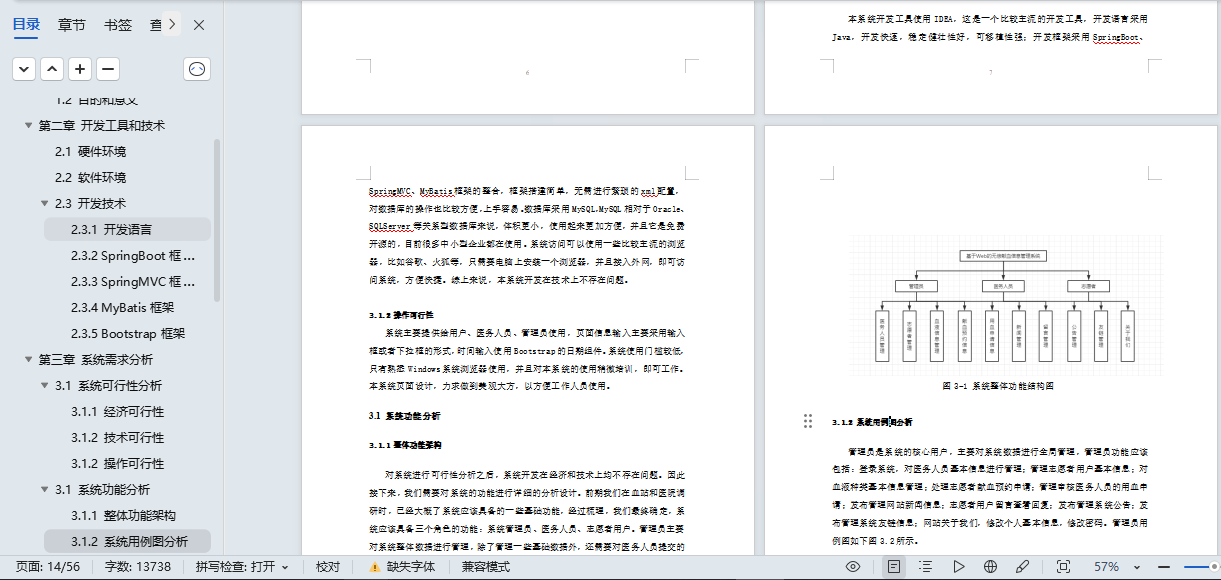 目录 章节 书签 查
1.2 目的和意义
第二章 开发工具和技术
2.1 硬件环境
2.2 软件环境
2.3 开发技术
2.3.1 开发语言
2.3.2 SpringBoot 框 ...
2.3.3 SpringMVC 框 ...
2.3.4 MyBatis 框架
2.3.5 Bootstrap 框架
第三章 系统需求分析
3.1 系统可行性分析
3.1.1 经济可行性
3.1.2 技术可行性
3.1.2 操作可行性
3.1 系统功能分析
3.1.1 整体功能架构
3.1.2 系统用例图分析
6
本系统开发工具使用 IDEA，这是一个比较主流的开发工具，开发语言采用
Java，开发快速，稳定健壮性好，可移植性强；开发框架采用 SpringBoot、
7
SpringMVC、MyBatis 框架的整合，框架搭建简单，无需进行繁琐的 xml 配置，
对数据库的操作也比较方便，上手容易。数据库采用 MySQL,MySQL 相对于 Oracle、
SQLServer 等关系型数据库来说，体积更小，使用起来更加方便，并且它是免费
开源的，目前很多中小型企业都在使用。系统访问可以使用一些比较主流的浏览
器，比如谷歌、火狐等，只需要电脑上安装一个浏览器，并且接入外网，即可访
问系统，方便快捷。综上来说，本系统开发在技术上不存在问题。
3.1.2 操作可行性
系统主要提供给用户、医务人员、管理员使用，页面信息输入主要采用输入
框或者下拉框的形式，时间输入使用 Bootstrap 的日期组件。系统使用门槛较低，
只有熟悉 Windows 系统浏览器使用，并且对本系统的使用稍微培训，即可工作。
本系统页面设计，力求做到美观大方，以方便工作人员使用。
3.1 系统功能分析
3.1.1 整体功能架构
对系统进行可行性分析之后，系统开发在经济和技术上均不存在问题。因此
接下来，我们需要对系统的功能进行详细的分析设计。前期我们在血站和医院调
研时，已经大概了系统应该具备的一些基础功能，经过梳理，我们最终确定，系
统应该具备三个角色的功能：系统管理员、医务人员、志愿者用户。管理员主要
对系统整体数据进行管理，除了管理一些基础数据外，还需要对医务人员提交的
基于Web的无偿献血信息管理系统
管理员 医务人员 志愿者
医务人员管理 志愿者管理 血液信息管理 献血预约信息 用血申请信息 新闻管理 留言管理 公告管理 友链管理 关于我们
图 3-1 系统整体功能结构图
3.1.2 系统用例图分析
管理员是系统的核心用户，主要对系统数据进行全局管理，管理员功能应该
包括：登录系统，对医务人员基本信息进行管理；管理志愿者用户基本信息；对
血液种类基本信息管理；处理志愿者献血预约申请；管理审核医务人员的用血申
请；发布管理网站新闻信息；志愿者用户留言查看回复；发布管理系统公告；发
布管理系统友链信息；网站关于我们，修改个人基本信息，修改密码。管理员用
例图如下图 3.2 所示。
页面: 14/56 字数: 13738 拼写检查: 打开 校对 缺失字体 兼容模式 57%